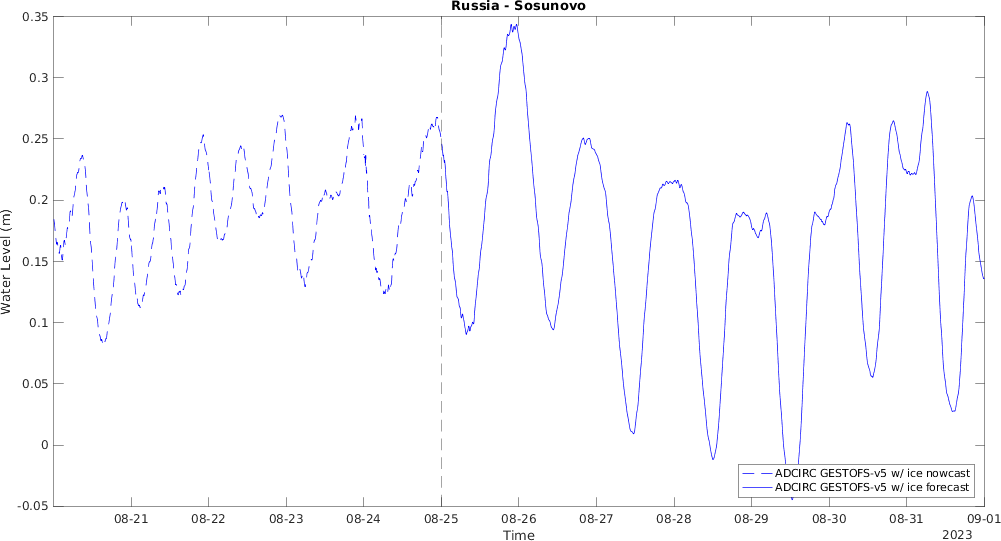 Russia - Sosunovo
Water Level (m)
0.35
0.3
0.25
0.2
0.15
0.1
0.05
0
-0.05
ADCIRC GESTOFS-v5 w/ ice nowcast
ADCIRC GESTOFS-v5 w/ ice forecast
08-21 08-22 08-23 08-24 08-25 08-26 08-27 08-28 08-29 08-30 08-31 09-01
Time
2023